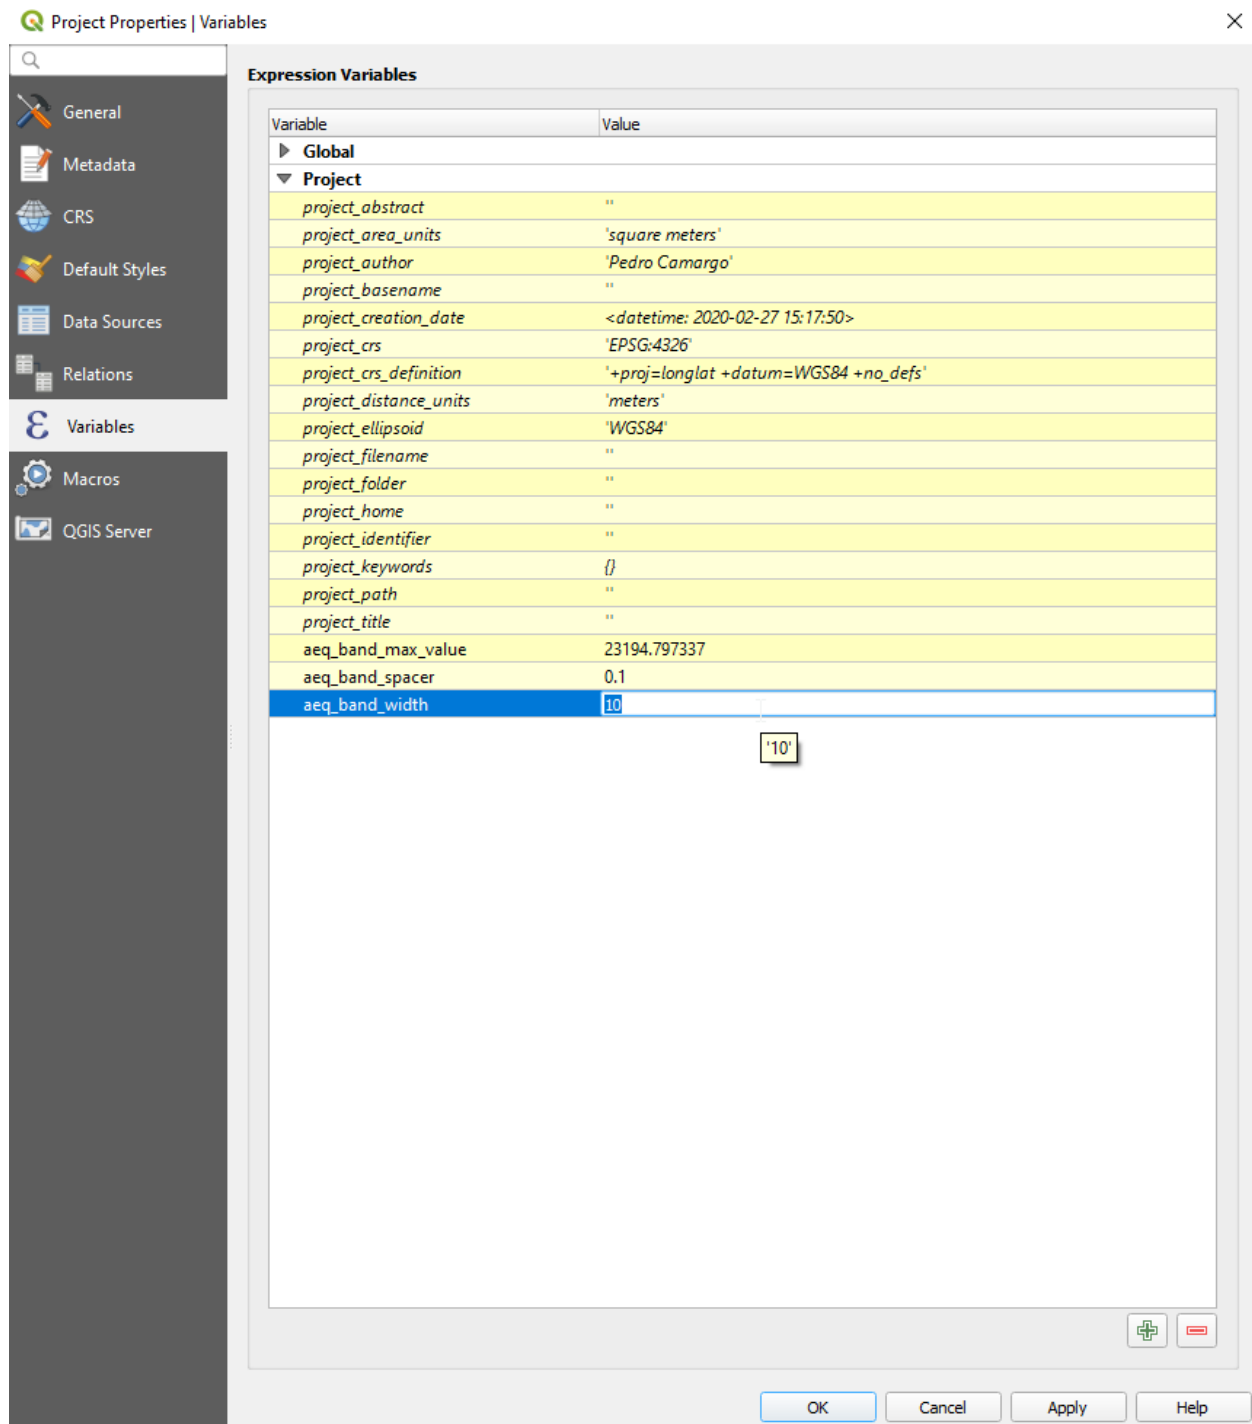 Project Properties | Variables
General
Metadata
CRS
Default Styles
Data Sources
Relations
Variables
Macros
QGIS Server
Expression Variables
Variable Value
Global
Project
project_abstract ''
project_area_units 'square meters'
project_author 'Pedro Camargo'
project_basename ''
project_creation_date <datetime: 2020-02-27 15:17:50>
project_crs 'EPSG:4326'
project_crs_definition '+proj=longlat +datum=WGS84 +no_defs'
project_distance_units 'meters'
project_ellipsoid 'WGS84'
project_filename ''
project_folder ''
project_home ''
project_identifier ''
project_keywords {}
project_path ''
project_title ''
aeq_band_max_value 23194.797337
aeq_band_spacer 0.1
aeq_band_width 10
'10'
OK Cancel Apply Help